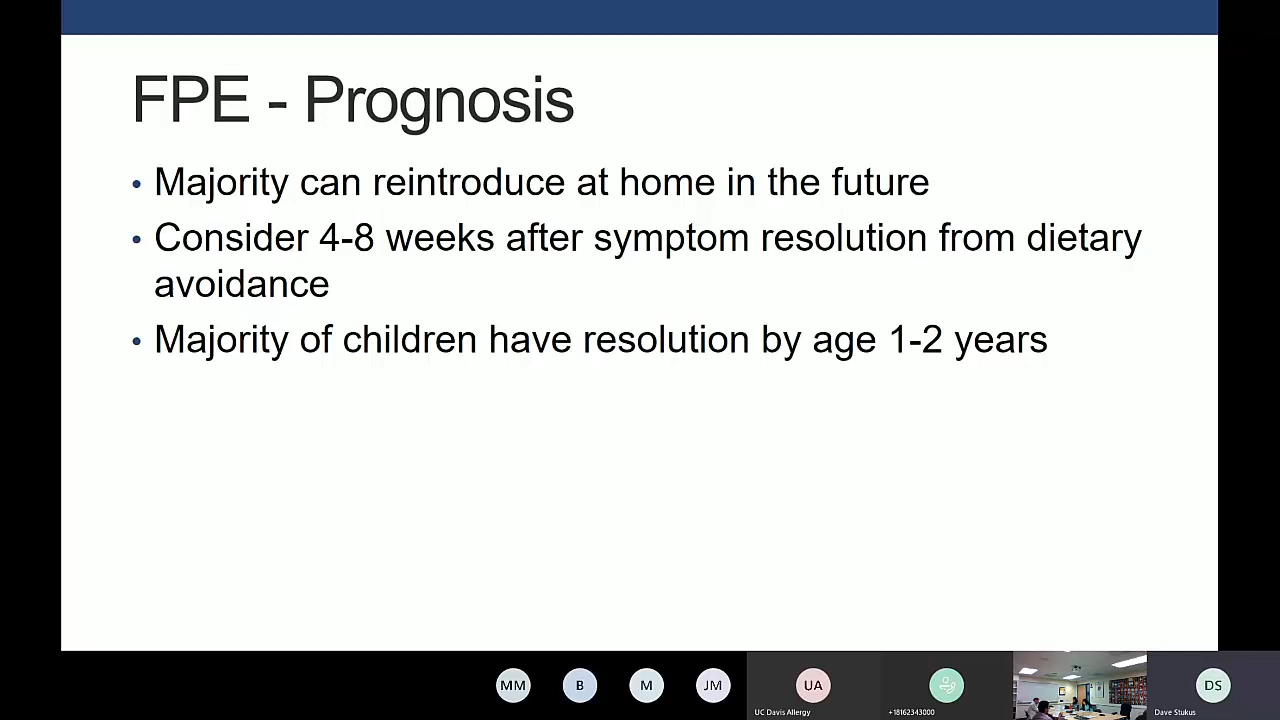 FPE - Prognosis
• Majority can reintroduce at home in the future
• Consider 4-8 weeks after symptom resolution from dietary
avoidance
• Majority of children have resolution by age 1-2 years
MM
B
M
JM
UA
DS
UC Davis Allergy
+18162343000
Dave Stukus